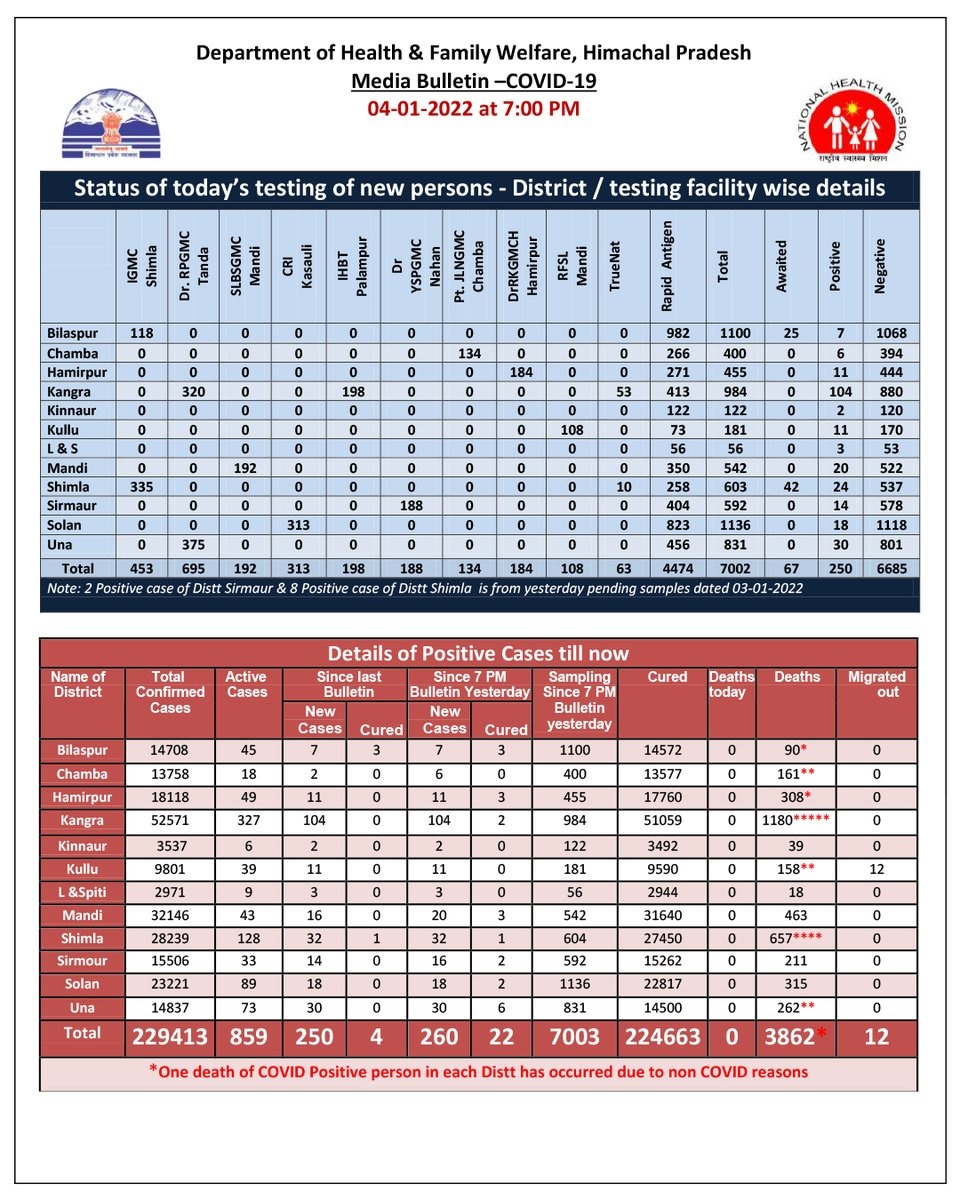 Department of Health & Family Welfare, Himachal Pradesh
Media Bulletin –COVID-19
04-01-2022 at 7:00 PM
NATIONAL HEALTH MISSION
राष्ट्रीय स्वास्थ्य मिशन
Status of today's testing of new persons - District / testing facility wise details
IGMC SHimla Dr. RPGMC Tanda SLBSGMC Mandi CRI Kasauli IHBT Palampur Dr YSPGMC Nahan Pt. JLNGMC Chamba DrRKGMCH Hamirpur RFSL Mandi TrueNat Rapid Antigen Total Awaited Positive Negative
Bilaspur 118 0 0 0 0 0 0 0 0 0 982 1100 25 7 1068
Chamba 0 0 0 0 0 0 134 0 0 0 266 400 0 6 394
Hamirpur 0 0 0 0 0 0 0 184 0 0 271 455 0 11 444
Kangra 0 320 0 0 198 0 0 0 0 53 413 984 0 104 880
Kinnaur 0 0 0 0 0 0 0 0 0 0 122 122 0 2 120
Kullu 0 0 0 0 0 0 0 0 108 0 73 181 0 11 170
L & S 0 0 0 0 0 0 0 0 0 0 56 56 0 3 53
Mandi 0 0 192 0 0 0 0 0 0 0 350 542 0 20 522
Shimla 335 0 0 0 0 0 0 0 0 10 258 603 42 24 537
Sirmaur 0 0 0 0 0 188 0 0 0 0 404 592 0 14 578
Solan 0 0 0 313 0 0 0 0 0 0 823 1136 0 18 1118
Una 0 375 0 0 0 0 0 0 0 0 456 831 0 30 801
Total 453 695 192 313 198 188 134 184 108 63 4474 7002 67 250 6685
Note: 2 Positive case of Distt Sirmaur & 8 Positive case of Distt Shimla is from yesterday pending samples dated 03-01-2022
Details of Positive Cases till now
Name of District Total Confirmed Cases Active Cases Since last Bulletin Since 7 PM Bulletin Yesterday Sampling Since 7 PM Bulletin yesterday Cured Deaths today Deaths Migrated out
New Cases Cured New Cases Cured
Bilaspur 14708 45 7 3 7 3 1100 14572 0 90* 0
Chamba 13758 18 2 0 6 0 400 13577 0 161** 0
Hamirpur 18118 49 11 0 11 3 455 17760 0 308* 0
Kangra 52571 327 104 0 104 2 984 51059 0 1180***** 0
Kinnaur 3537 6 2 0 2 0 122 3492 0 39 0
Kullu 9801 39 11 0 11 0 181 9590 0 158** 12
L &Spiti 2971 9 3 0 3 0 56 2944 0 18 0
Mandi 32146 43 16 0 20 3 542 31640 0 463 0
Shimla 28239 128 32 1 32 1 604 27450 0 657**** 0
Sirmour 15506 33 14 0 16 2 592 15262 0 211 0
Solan 23221 89 18 0 18 2 1136 22817 0 315 0
Una 14837 73 30 0 30 6 831 14500 0 262** 0
Total 229413 859 250 4 260 22 7003 224663 0 3862* 12
*One death of COVID Positive person in each Distt has occurred due to non COVID reasons